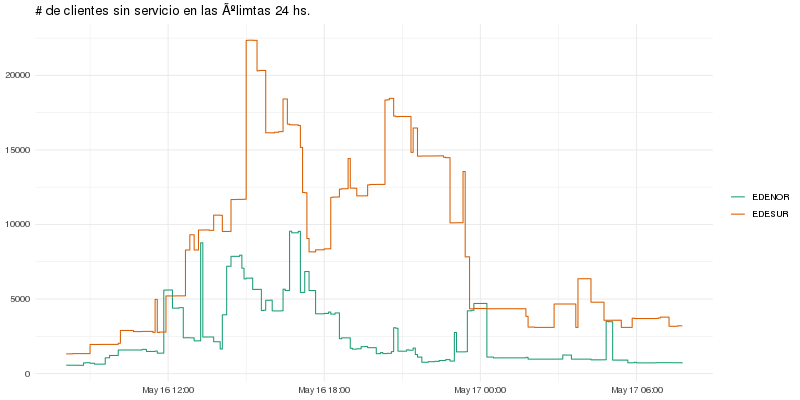 # de clientes sin servicio en las Ãºlimtas 24 hs.
20000
15000
10000
5000
0
May 16 12:00
May 16 18:00
May 17 00:00
May 17 06:00
EDENOR
EDESUR